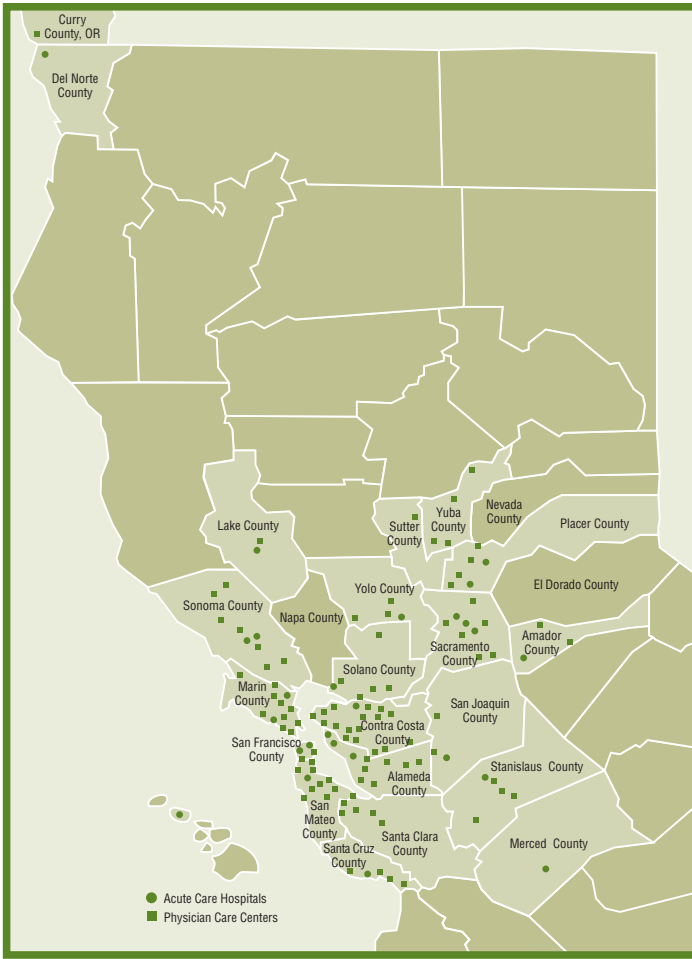 Curry
County, OR
Del Norte
County
Lake County
Sutter
County
Yuba
County
Nevada
County
Placer County
Sonoma County
Napa County
Yolo County
El Dorado County
Sacramento
County
Amador
County
Solano County
Marin
County
San Joaquin
County
San Francisco
County
Contra Costa
County
Alameda
County
Stanislaus County
San
Mateo
County
Santa Clara
County
Santa Cruz
County
Merced County
Acute Care Hospitals
Physician Care Centers